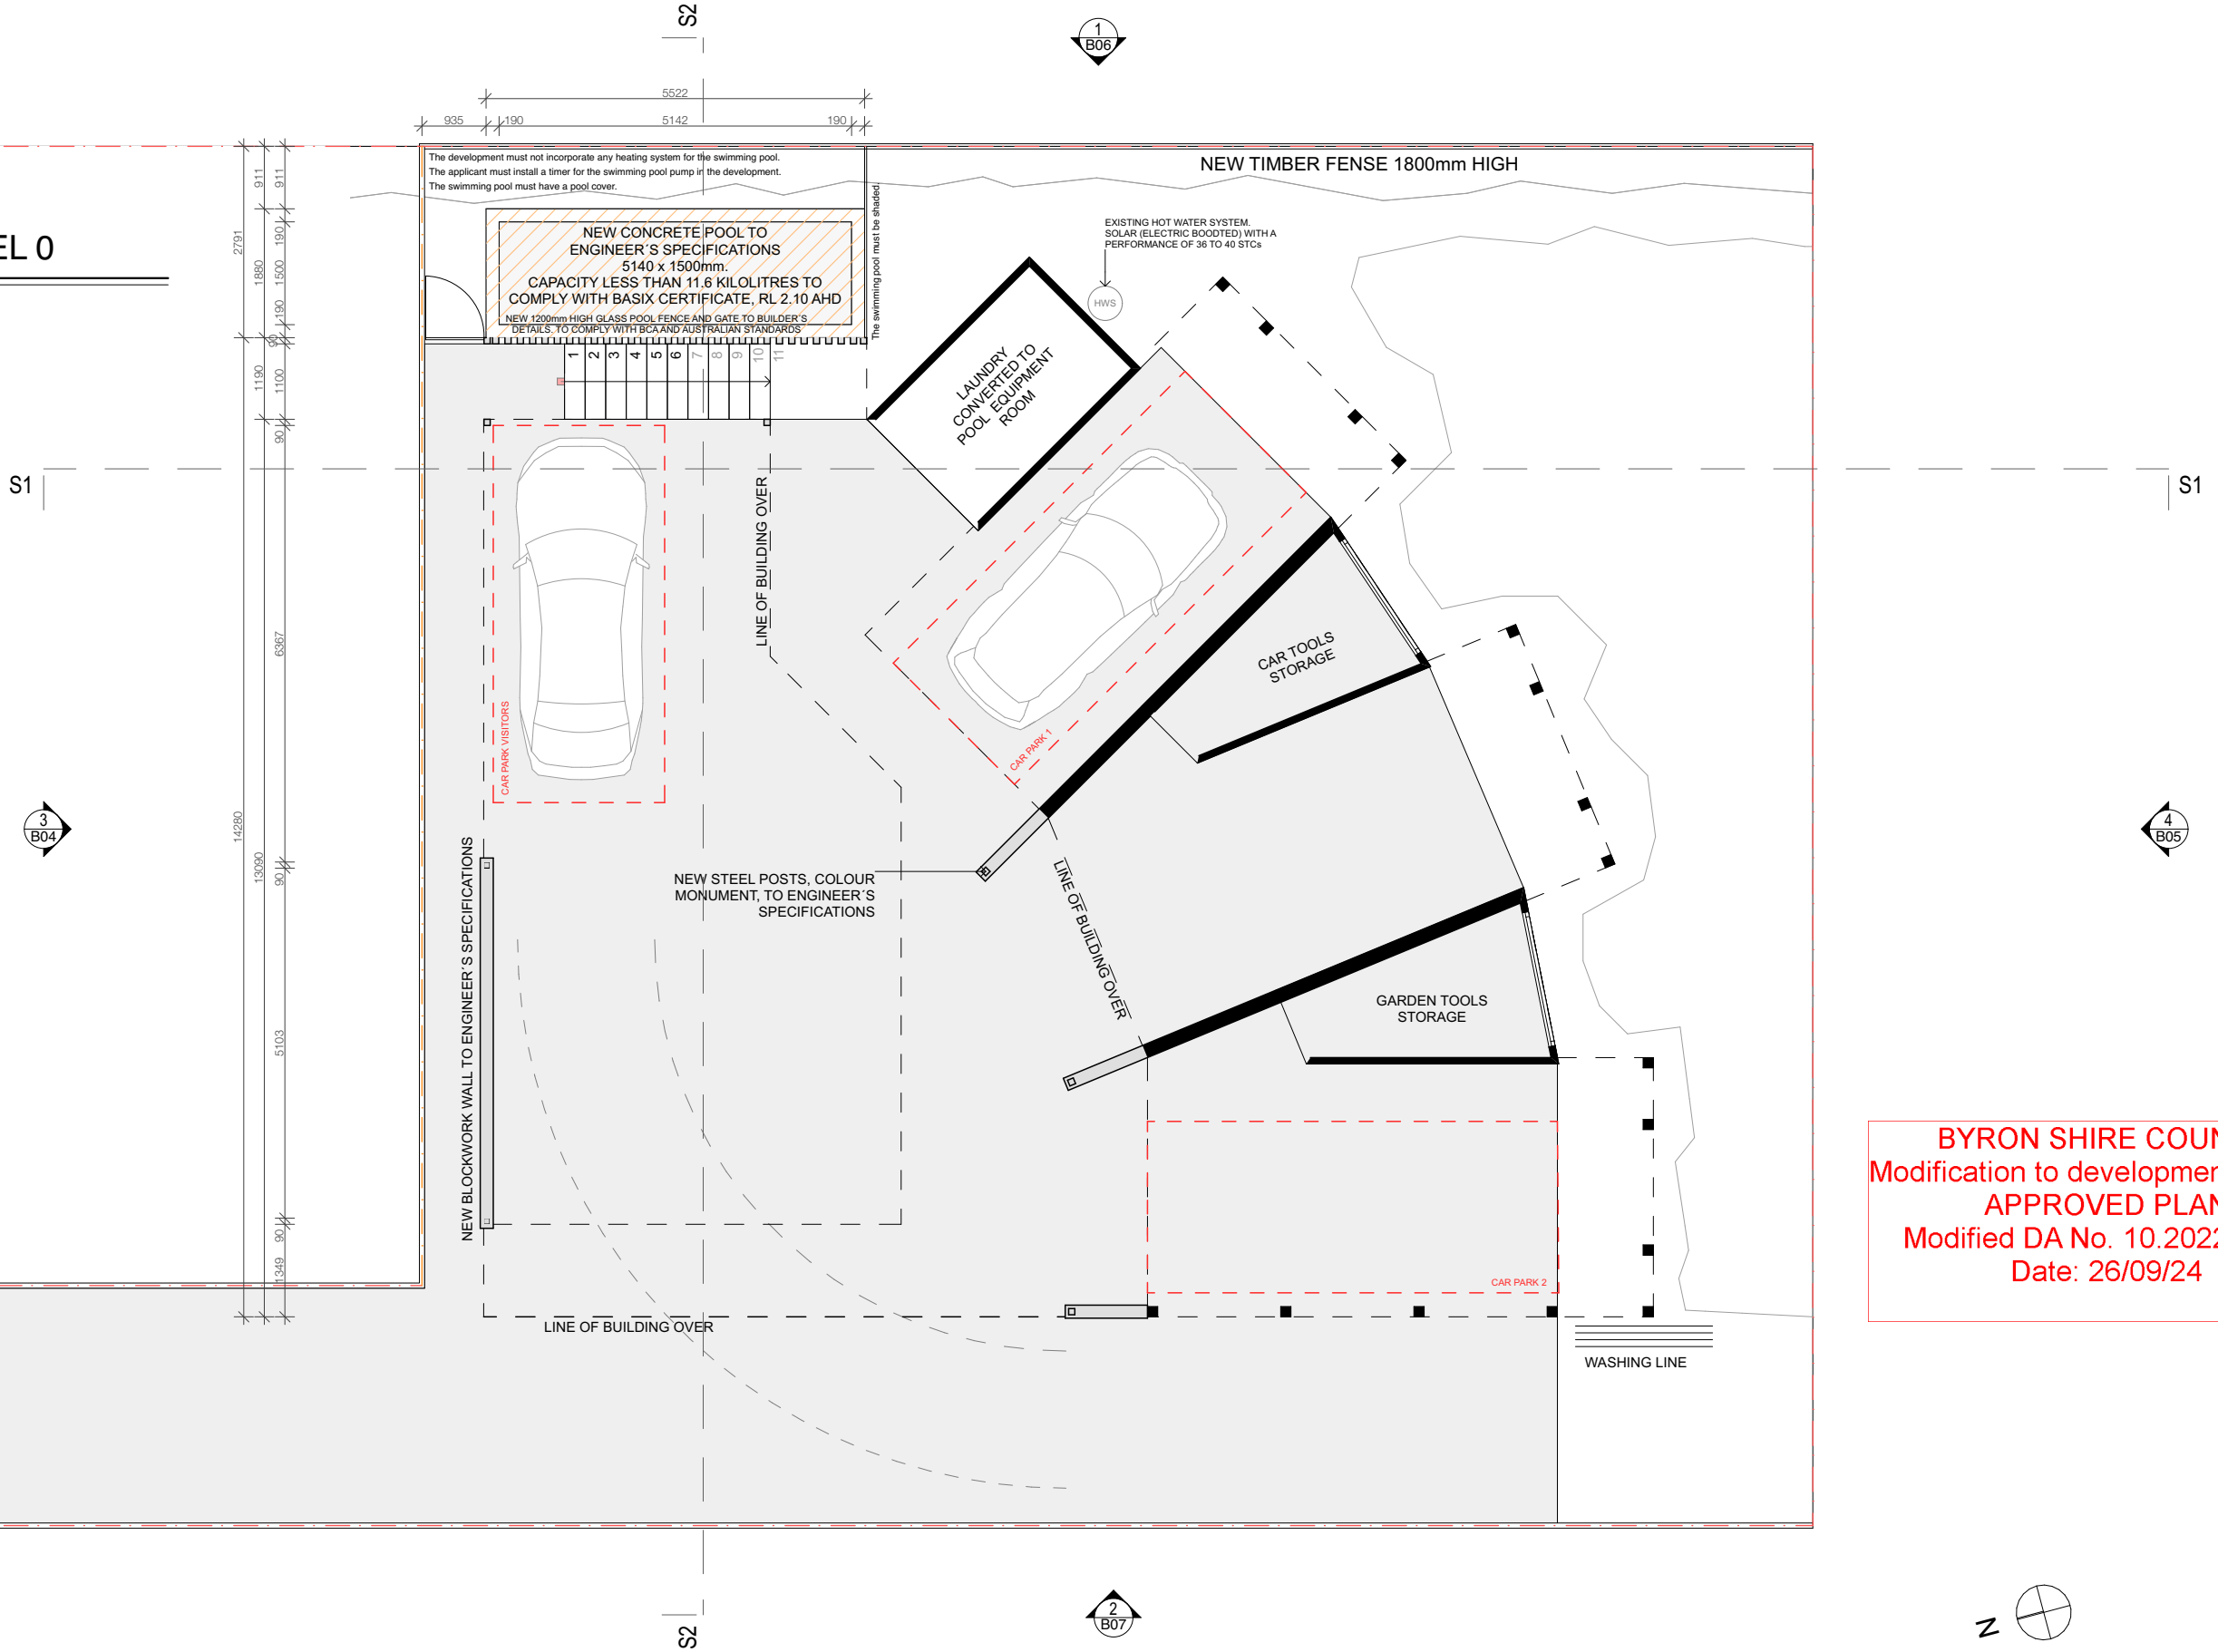 S2
1
B06
5522
935
190
5142
190
The development must not incorporate any heating system for the swimming pool.
The applicant must install a timer for the swimming pool pump in the development.
The swimming pool must have a pool cover.
NEW TIMBER FENSE 1800mm HIGH
The swimming pool must be shaded.
EL 0
911
911
2791
1880
190
1500
190
90
1190
1100
90
6367
14280
13090
90
5103
90
1349
NEW CONCRETE POOL TO
ENGINEER´S SPECIFICATIONS
5140 x 1500mm.
CAPACITY LESS THAN 11.6 KILOLITRES TO
COMPLY WITH BASIX CERTIFICATE, RL 2.10 AHD
NEW 1200mm HIGH GLASS POOL FENCE AND GATE TO BUILDER´S
DETAILS. TO COMPLY WITH BCA AND AUSTRALIAN STANDARDS
EXISTING HOT WATER SYSTEM.
SOLAR (ELECTRIC BOODTED) WITH A
PERFORMANCE OF 36 TO 40 STCs
HWS
1 2 3 4 5 6 7 8 9 10 11
LAUNDRY
CONVERTED TO
POOL EQUIPMENT
ROOM
S1
S1
LINE OF BUILDING OVER
CAR PARK VISITORS
CAR PARK 1
CAR TOOLS
STORAGE
3
B04
4
B05
NEW BLOCKWORK WALL TO ENGINEER´S SPECIFICATIONS
NEW STEEL POSTS, COLOUR
MONUMENT, TO ENGINEER´S
SPECIFICATIONS
LINE OF BUILDING OVER
GARDEN TOOLS
STORAGE
CAR PARK 2
LINE OF BUILDING OVER
WASHING LINE
BYRON SHIRE COUN
Modification to developmen
APPROVED PLAN
Modified DA No. 10.2022
Date: 26/09/24
S2
2
B07
N